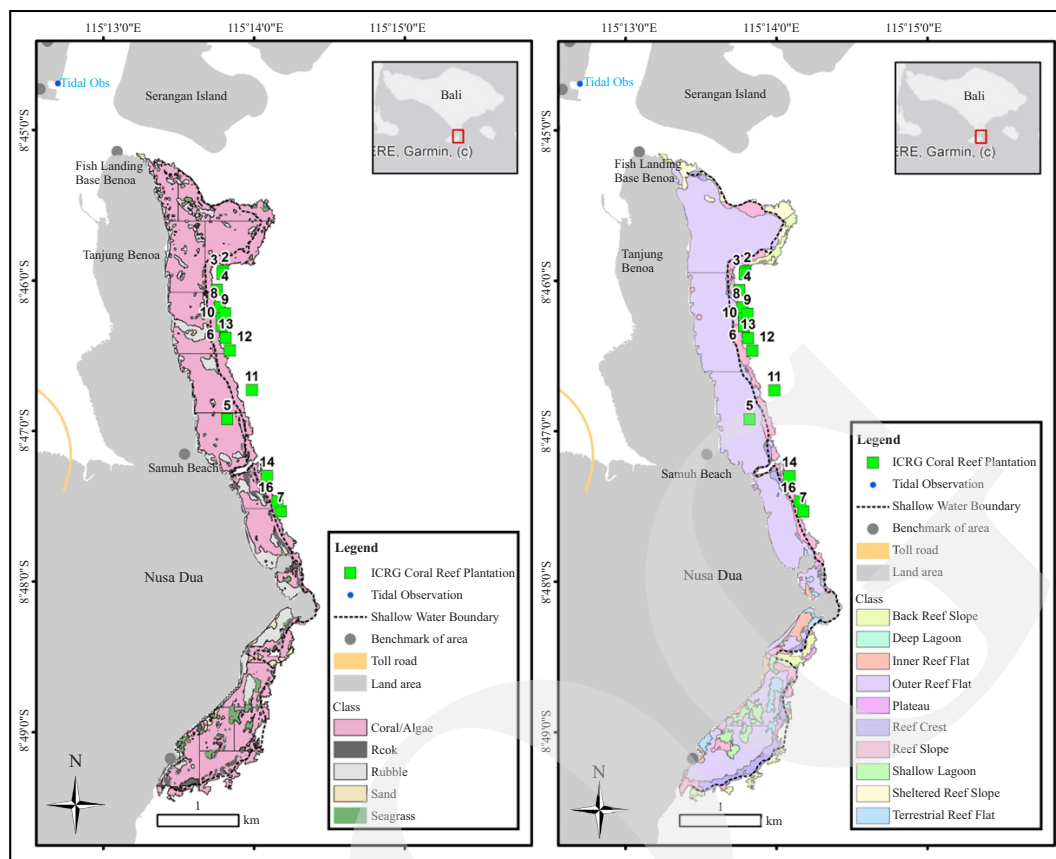 115°13'0"E 115°14'0"E 115°15'0"E
8°45'0"S
8°46'0"S
8°47'0"S
8°48'0"S
8°49'0"S
Tidal Obs
Serangan Island
Bali
ERE, Garmin, (c)
Fish Landing
Base Benoa
Tanjung Benoa
3 2
4
8
9
10
13
6 12
11
5
Samuh Beach
14
16
7
Nusa Dua
N
1
km
Legend
ICRG Coral Reef Plantation
Tidal Observation
Shallow Water Boundary
Benchmark of area
Toll road
Land area
Class
Coral/Algae
Rcok
Rubble
Sand
Seagrass
115°13'0"E 115°14'0"E 115°15'0"E
8°45'0"S
8°46'0"S
8°47'0"S
8°48'0"S
8°49'0"S
Tidal Obs
Serangan Island
Bali
ERE, Garmin, (c)
Fish Landing
Base Benoa
Tanjung
Benoa
3 2
4
8
9
10
13
6 12
11
5
Samuh Beach
14
16
7
Nusa Dua
N
1
km
Legend
ICRG Coral Reef Plantation
Tidal Observation
Shallow Water Boundary
Benchmark of area
Toll road
Land area
Class
Back Reef Slope
Deep Lagoon
Inner Reef Flat
Outer Reef Flat
Plateau
Reef Crest
Reef Slope
Shallow Lagoon
Sheltered Reef Slope
Terrestrial Reef Flat